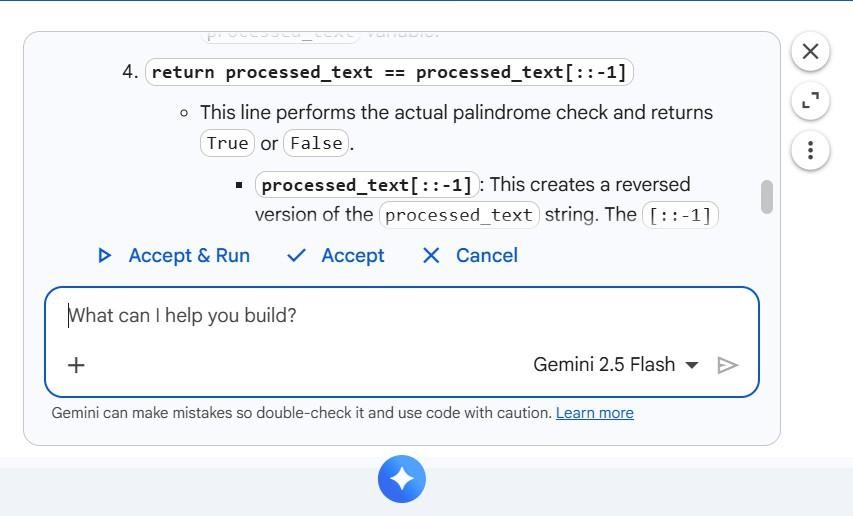 4. return processed_text == processed_text[::-1]
This line performs the actual palindrome check and returns
True or False.
processed_text[::-1]: This creates a reversed
version of the processed_text string. The [::-1]
Accept & Run Accept Cancel
What can I help you build?
Gemini 2.5 Flash
Gemini can make mistakes so double-check it and use code with caution. Learn more